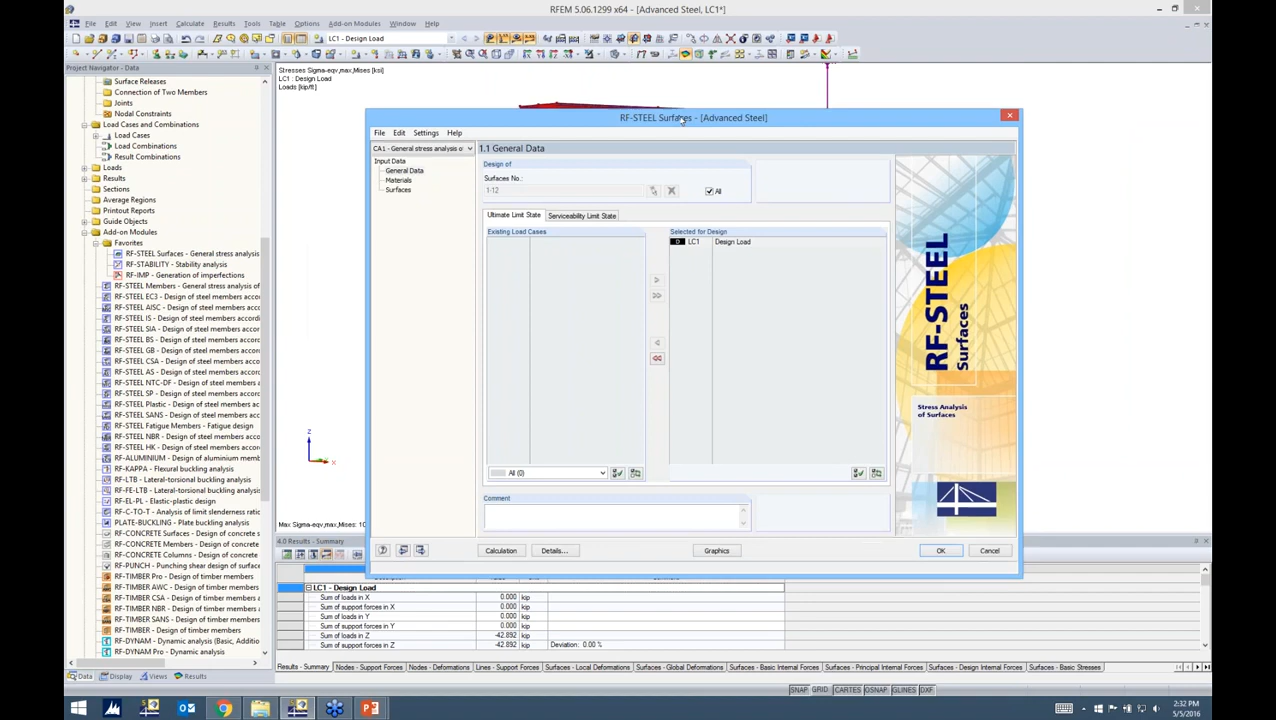 RFEM 5.06.1299 x64 - [Advanced Steel, LC1*]
File Edit View Insert Calculate Results Tools Table Options Add-on Modules Window Help
LC1 - Design Load
Project Navigator - Data
Surface Releases
Connection of Two Members
Joints
Nodal Constraints
Load Cases and Combinations
Load Cases
Load Combinations
Result Combinations
Loads
Results
Sections
Average Regions
Printout Reports
Guide Objects
Add-on Modules
Favorites
RF-STEEL Surfaces - General stress analysis
RF-STABILITY - Stability analysis
RF-IMP - Generation of imperfections
RF-STEEL Members - General stress analysis of
RF-STEEL EC3 - Design of steel members acco
RF-STEEL AISC - Design of steel members acc
RF-STEEL IS - Design of steel members accord
RF-STEEL SIA - Design of steel members acco
RF-STEEL BS - Design of steel members acco
RF-STEEL GB - Design of steel members acco
RF-STEEL CSA - Design of steel members acc
RF-STEEL AS - Design of steel members acco
RF-STEEL NTC-DF - Design of steel members
RF-STEEL SP - Design of steel members acco
RF-STEEL Plastic - Design of steel members
RF-STEEL SANS - Design of steel members a
RF-STEEL Fatigue Members - Fatigue design
RF-STEEL NBR - Design of steel members acc
RF-STEEL HK - Design of steel members acco
RF-ALUMINIUM - Design of aluminium memb
RF-KAPPA - Flexural buckling analysis
RF-LTB - Lateral-torsional buckling analysis
RF-FE-LTB - Lateral-torsional buckling analysis
RF-EL-PL - Elastic-plastic design
RF-C-TO-T - Analysis of limit slenderness ratio
PLATE-BUCKLING - Plate buckling analysis
RF-CONCRETE Surfaces - Design of concrete s
RF-CONCRETE Members - Design of concrete
RF-CONCRETE Columns - Design of concrete
RF-PUNCH - Punching shear design of surface
RF-TIMBER Pro - Design of timber members
RF-TIMBER AWC - Design of timber members
RF-TIMBER CSA - Design of timber members
RF-TIMBER NBR - Design of timber members
RF-TIMBER SANS - Design of timber members
RF-TIMBER - Design of timber members
RF-DYNAM - Dynamic analysis (Basic, Additio
RF-DYNAM Pro - Dynamic analysis
Data Display Views Results
Stresses Sigma-eqv,max,Mises [ksi]
LC1 : Design Load
Loads [kip/ft]
Z
X
Max Sigma-eqv,max,Mises: 10
RF-STEEL Surfaces - [Advanced Steel]
File Edit Settings Help
CA1 - General stress analysis o
Input Data
General Data
Materials
Surfaces
1.1 General Data
Design of
Surfaces No.:
1-12
All
Ultimate Limit State Serviceability Limit State
Existing Load Cases
Selected for Design
D LC1 Design Load
All (0)
Comment
RF-STEEL
Surfaces
Stress Analysis
of Surfaces
Calculation Details... Graphics OK Cancel
4.0 Results - Summary
LC1 - Design Load
Sum of loads in X 0.000 kip
Sum of support forces in X 0.000 kip
Sum of loads in Y 0.000 kip
Sum of support forces in Y 0.000 kip
Sum of loads in Z -42.892 kip
Sum of support forces in Z -42.892 kip Deviation: 0.00 %
Results - Summary Nodes - Support Forces Nodes - Deformations Lines - Support Forces Surfaces - Local Deformations Surfaces - Global Deformations Surfaces - Basic Internal Forces Surfaces - Principal Internal Forces Surfaces - Design Internal Forces Surfaces - Basic Stresses
SNAP GRID CARTES OSNAP GLINES DXF
2:32 PM
5/5/2016